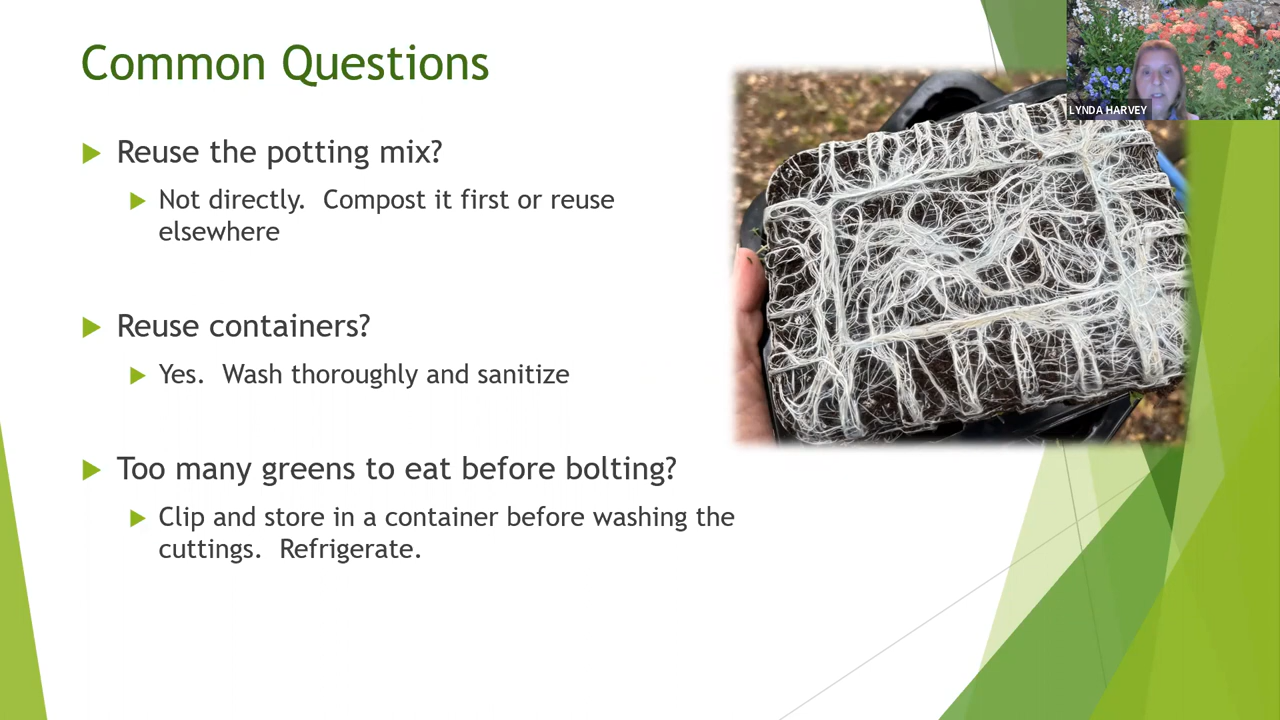 Common Questions
LYNDA HARVEY
Reuse the potting mix?
Not directly.  Compost it first or reuse
elsewhere
Reuse containers?
Yes.  Wash thoroughly and sanitize
Too many greens to eat before bolting?
Clip and store in a container before washing the
cuttings.  Refrigerate.